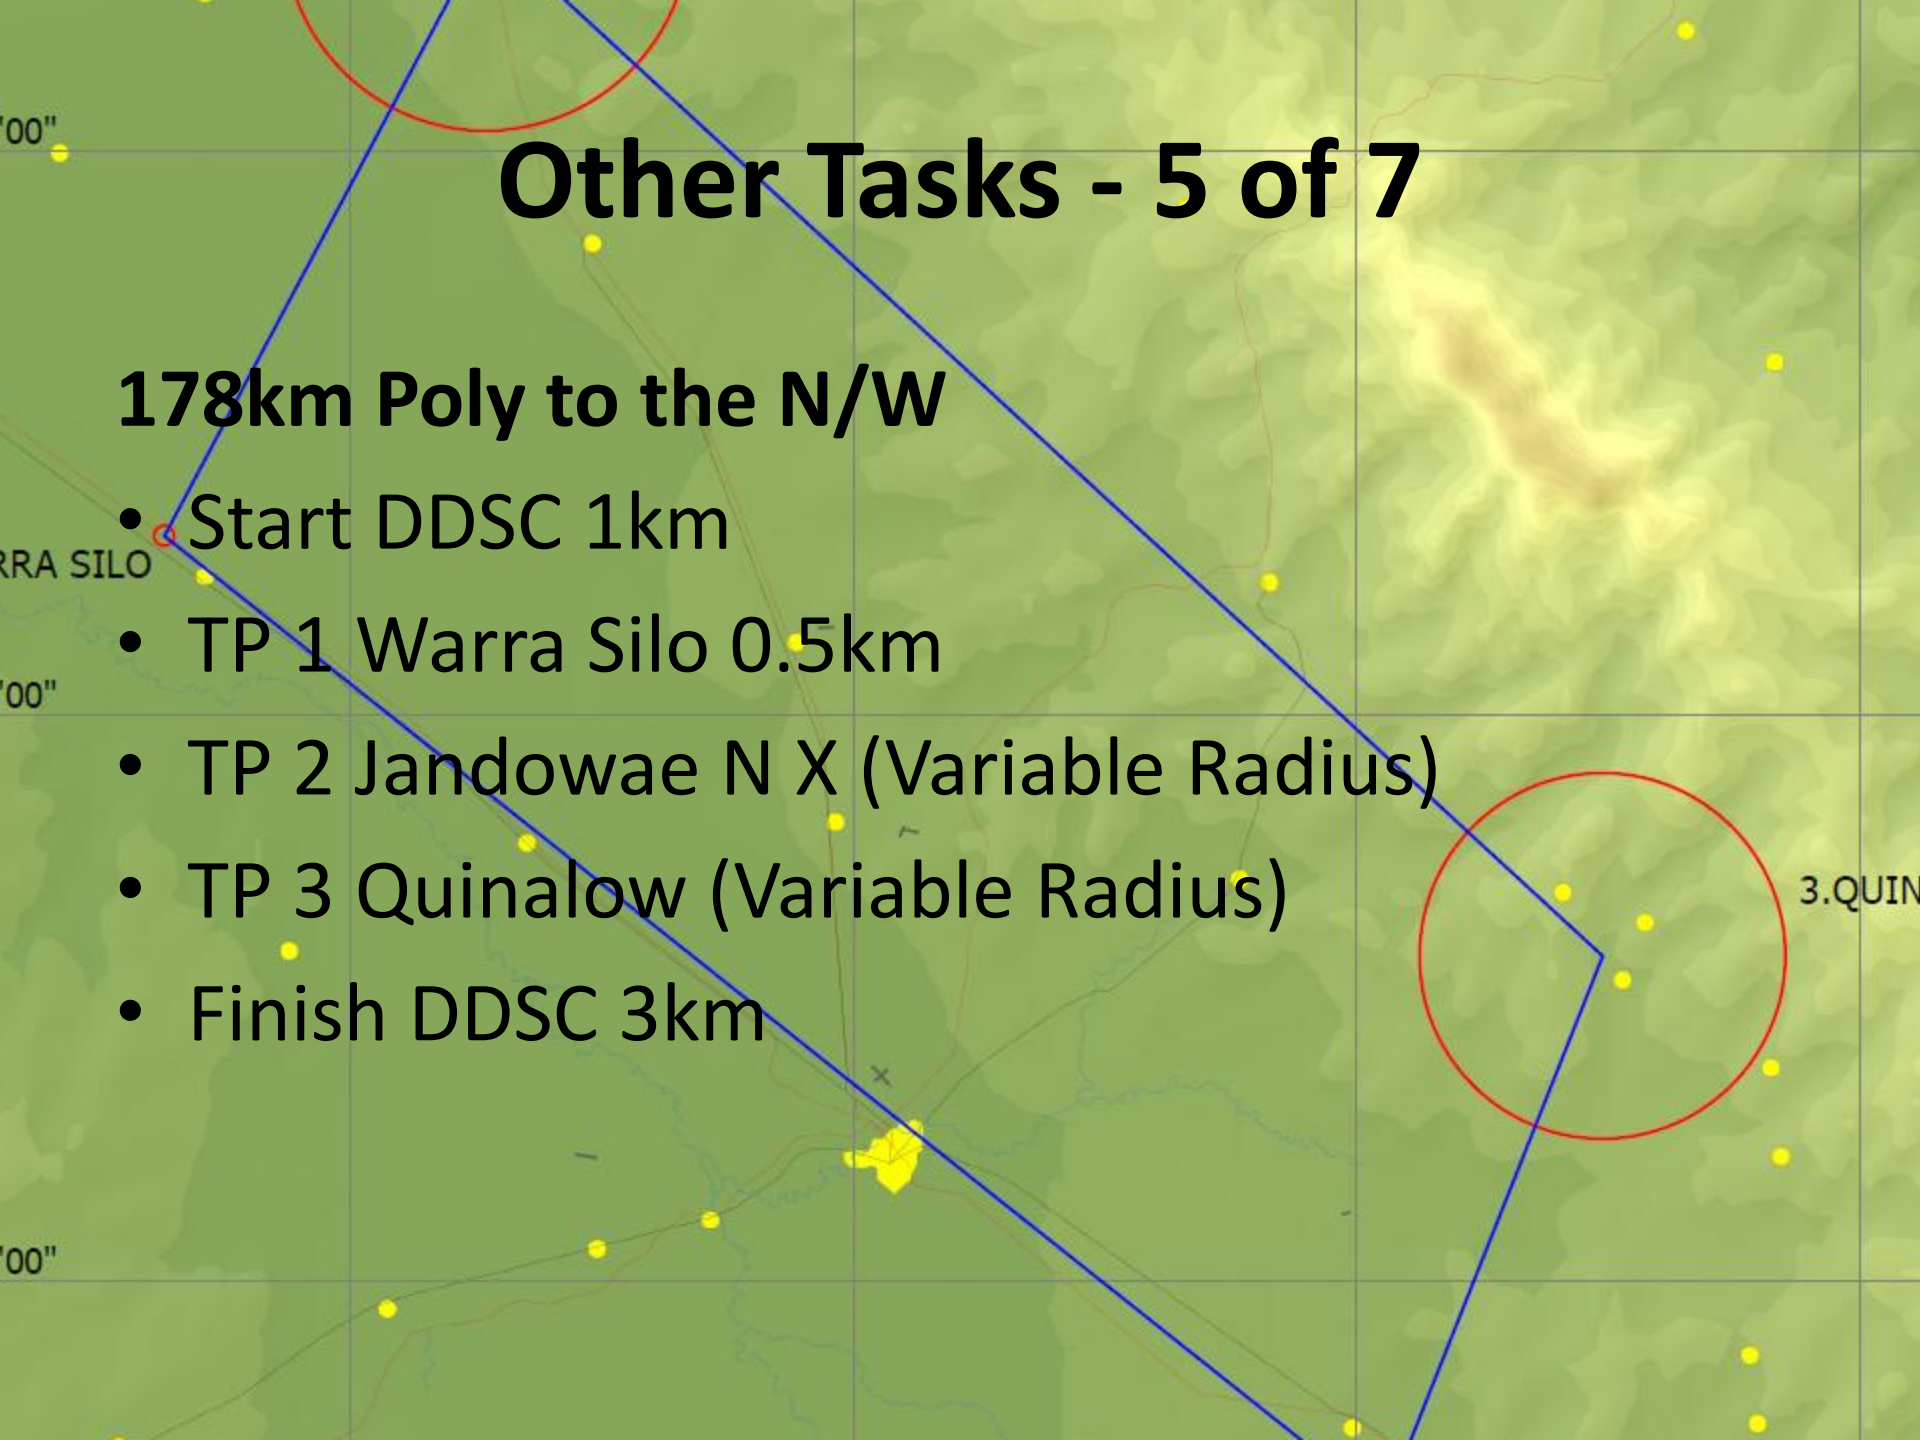 '00"
Other Tasks - 5 of 7
178km Poly to the N/W
• Start DDSC 1km
RRA SILO
• TP 1 Warra Silo 0.5km
'00"
• TP 2 Jandowae N X (Variable Radius)
• TP 3 Quinalow (Variable Radius)
3.QUIN
• Finish DDSC 3km
'00"